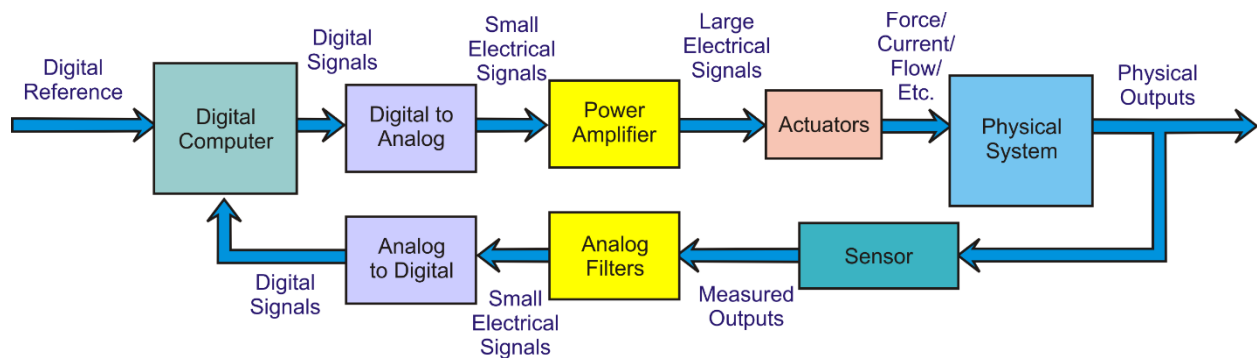 Digital
Reference
Digital
Computer
Digital
Signals
Digital to
Analog
Small
Electrical
Signals
Power
Amplifier
Large
Electrical
Signals
Actuators
Force/
Current/
Flow/
Etc.
Physical
System
Physical
Outputs
Sensor
Measured
Outputs
Analog
Filters
Small
Electrical
Signals
Analog
to Digital
Digital
Signals